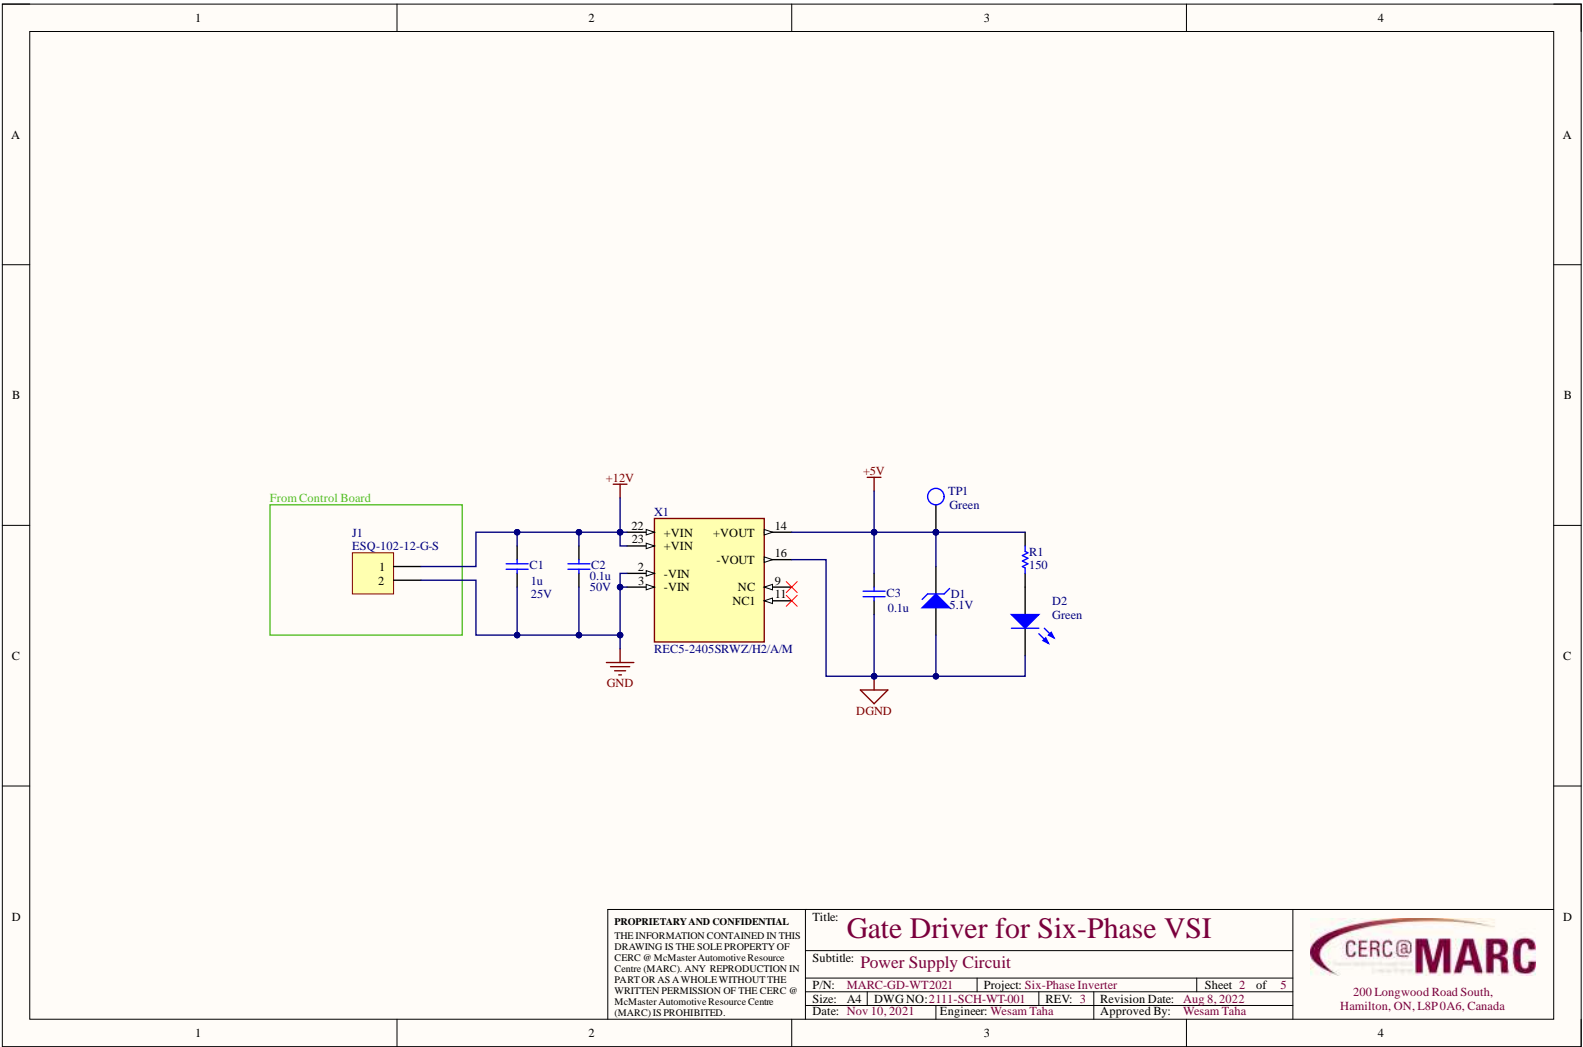 1 2 3 4
A A
B B
C C
D D
+12V
+5V
TP1
Green
From Control Board
J1
ESQ-102-12-G-S
1
2
C1
1u
25V
C2
0.1u
50V
GND
X1
22 +VIN +VOUT 14
23 +VIN
-VOUT 16
2 -VIN
3 -VIN NC 9
NC1 11
REC5-2405SRWZ/H2/A/M
C3
0.1u
D1
5.1V
R1
150
D2
Green
DGND
PROPRIETARY AND CONFIDENTIAL
THE INFORMATION CONTAINED IN THIS
DRAWING IS THE SOLE PROPERTY OF
CERC @ McMaster Automotive Resource
Centre (MARC). ANY REPRODUCTION IN
PART OR AS A WHOLE WITHOUT THE
WRITTEN PERMISSION OF THE CERC @
McMaster Automotive Resource Centre
(MARC) IS PROHIBITED.
Title: Gate Driver for Six-Phase VSI
Subtitle: Power Supply Circuit
P/N: MARC-GD-WT2021 Project: Six-Phase Inverter Sheet 2 of 5
Size: A4 DWG NO: 2111-SCH-WT-001 REV: 3 Revision Date: Aug 8, 2022
Date: Nov 10, 2021 Engineer: Wesam Taha Approved By: Wesam Taha
CERC@MARC
200 Longwood Road South,
Hamilton, ON, L8P 0A6, Canada
1 2 3 4